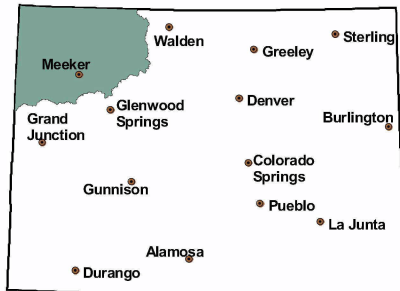 Walden
Sterling
Greeley
Meeker
Glenwood
Springs
Denver
Grand
Junction
Burlington
Colorado
Springs
Gunnison
Pueblo
La Junta
Alamosa
Durango